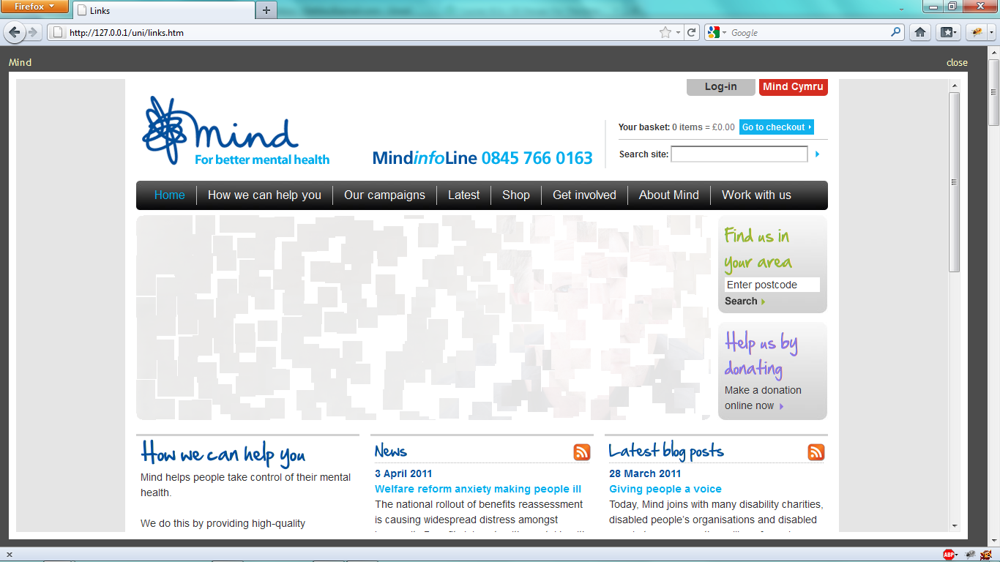 Firefox
Links
http://127.0.0.1/uni/links.htm
Google
Mind
close
Log-in
Mind Cymru
mind
For better mental health
MindinfoLine 0845 766 0163
Your basket: 0 items = £0.00
Go to checkout
Search site:
Home
How we can help you
Our campaigns
Latest
Shop
Get involved
About Mind
Work with us
Find us in
your area
Enter postcode
Search
Help us by
donating
Make a donation
online now
How we can help you
Mind helps people take control of their mental
health.
We do this by providing high-quality
News
3 April 2011
Welfare reform anxiety making people ill
The national rollout of benefits reassessment
is causing widespread distress amongst
Latest blog posts
28 March 2011
Giving people a voice
Today, Mind joins with many disability charities,
disabled people's organisations and disabled
ABP